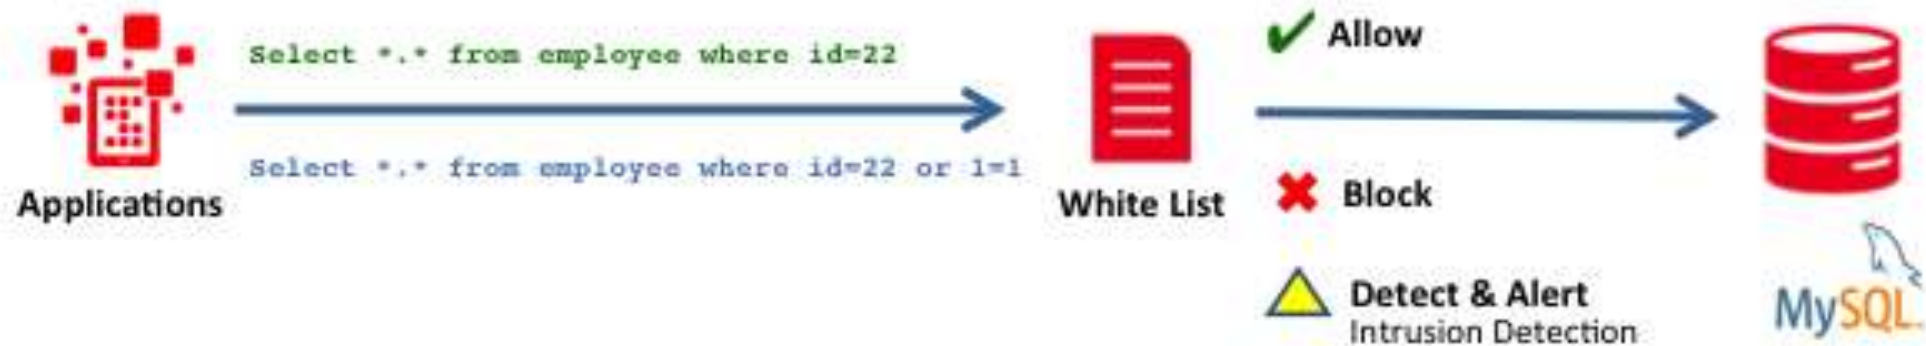 Select *.* from employee where id=22
Select *.* from employee where id=22 or 1=1
Applications
White List
Allow
Block
Detect & Alert
Intrusion Detection
MySQL